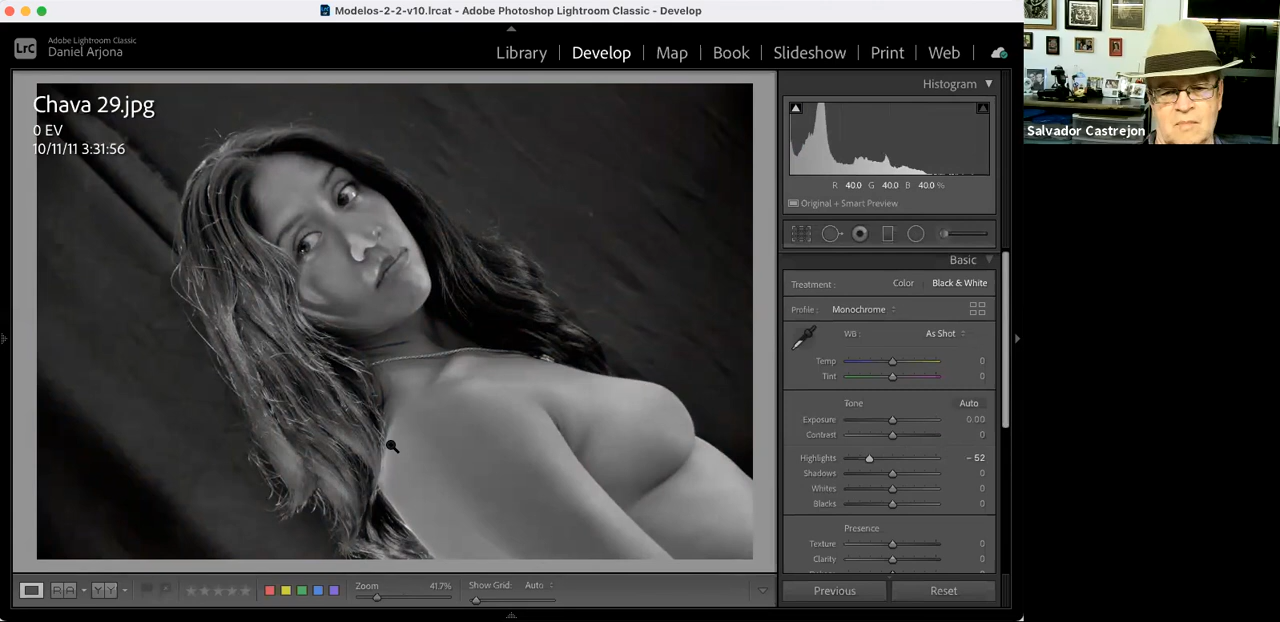 Modelos-2-2-v10.lrcat - Adobe Photoshop Lightroom Classic - Develop
LrC
Adobe Lightroom Classic
Daniel Arjona
Library | Develop | Map | Book | Slideshow | Print | Web
Chava 29.jpg
0 EV
10/11/11 3:31:56
Histogram
R 40.0 G 40.0 B 40.0 %
Original + Smart Preview
Basic
Treatment : Color Black & White
Profile : Monochrome
WB : As Shot
Temp 0
Tint 0
Tone Auto
Exposure 0.00
Contrast 0
Highlights - 52
Shadows 0
Whites 0
Blacks 0
Presence
Texture 0
Clarity 0
Previous Reset
Zoom 41.7%
Show Grid: Auto
Salvador Castrejon